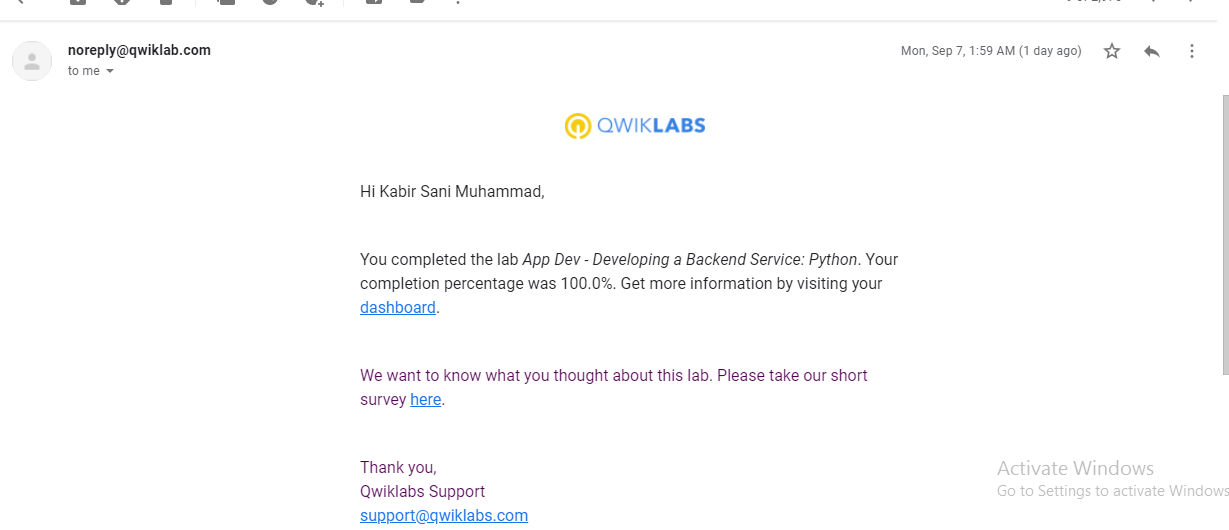 noreply@qwiklab.com
Mon, Sep 7, 1:59 AM (1 day ago)
to me
QWIKLABS
Hi Kabir Sani Muhammad,
You completed the lab App Dev - Developing a Backend Service: Python. Your
completion percentage was 100.0%. Get more information by visiting your
dashboard.
We want to know what you thought about this lab. Please take our short
survey here.
Thank you,
Qwiklabs Support
support@qwiklabs.com
Activate Windows
Go to Settings to activate Windows